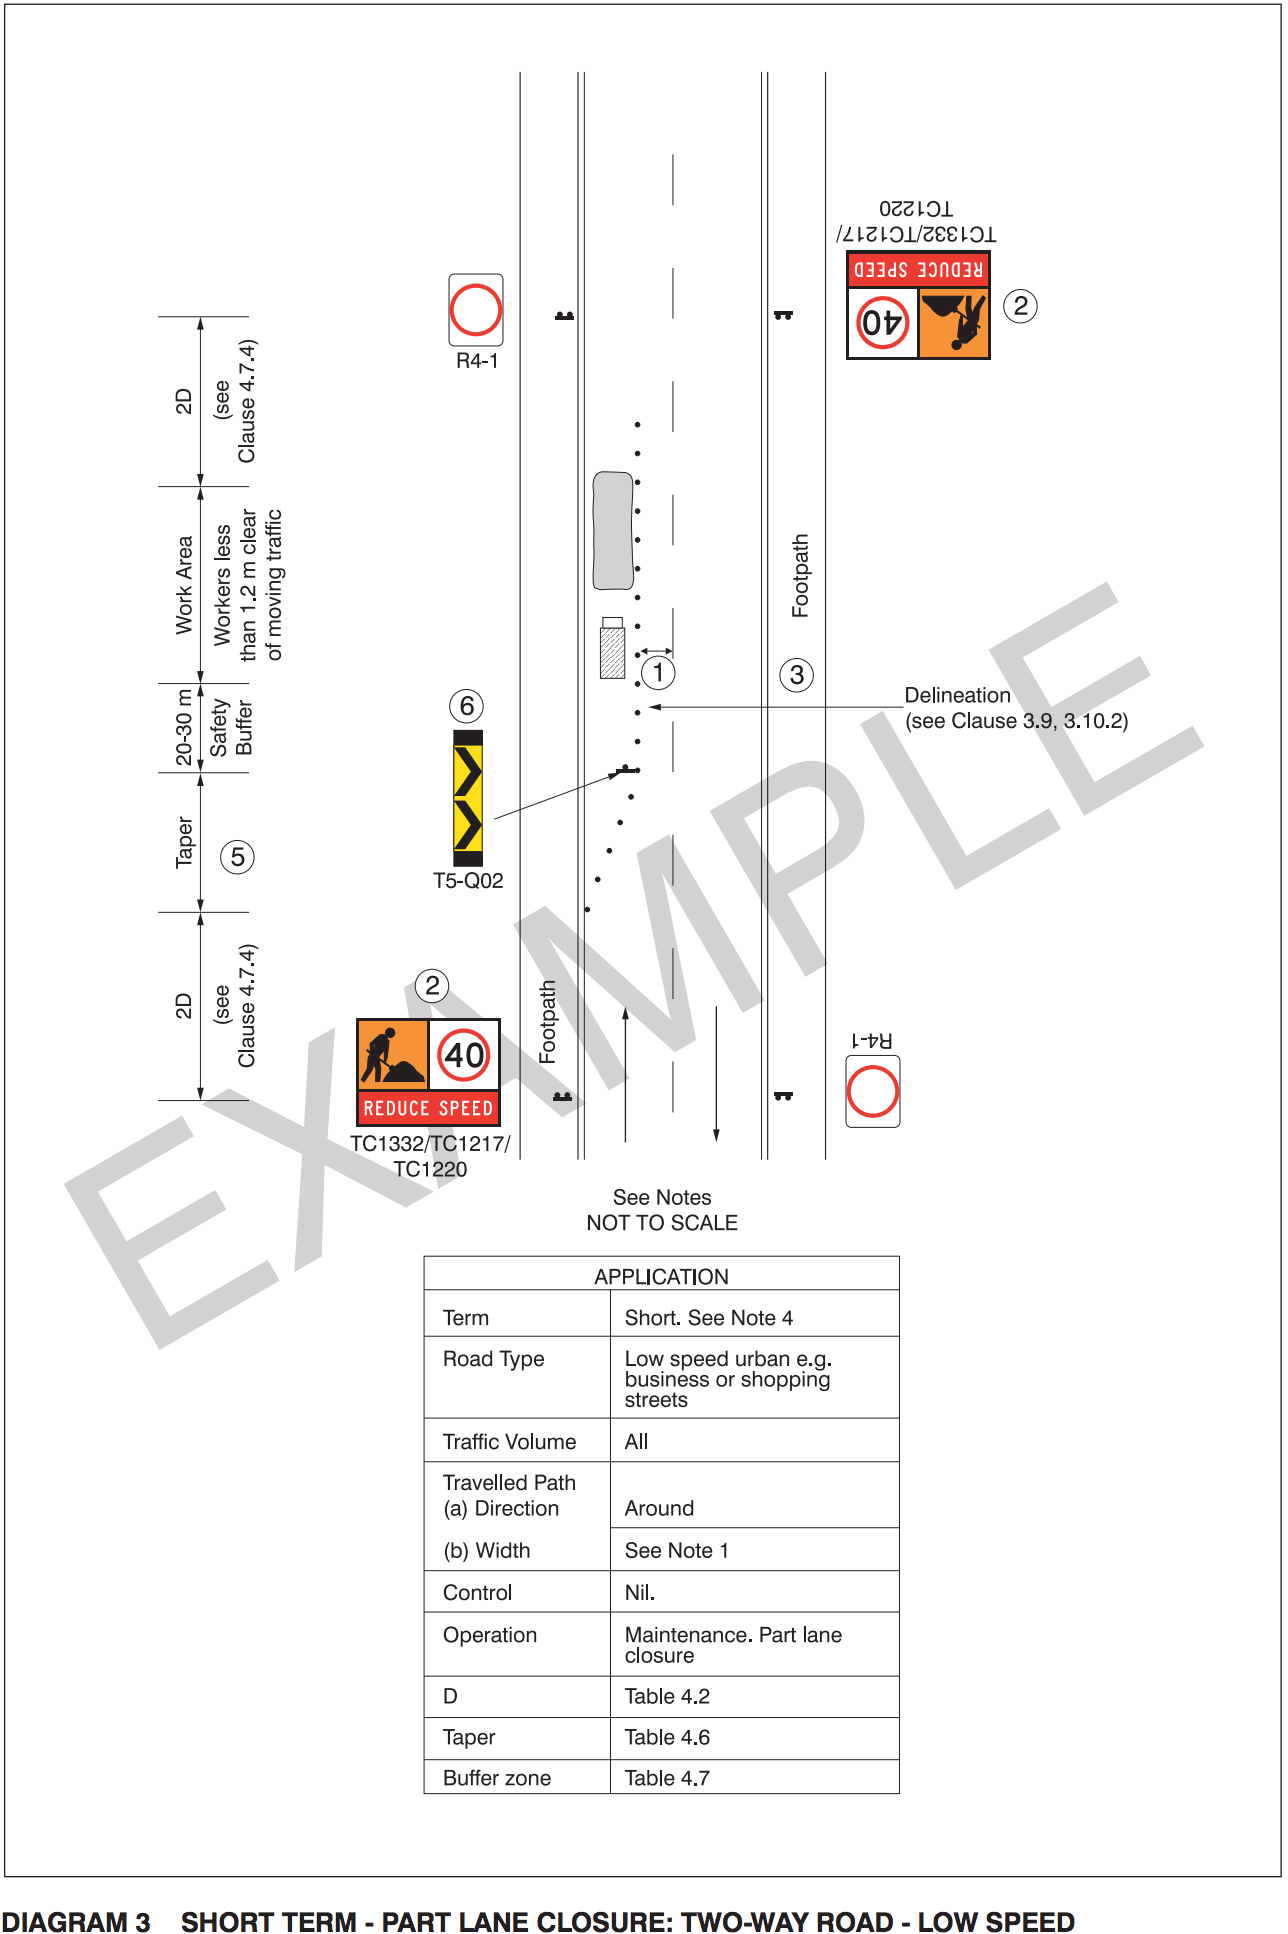 TC1332/TC1217/
TC1220
REDUCE SPEED
40
2
R4-1
2D
(see
Clause 4.7.4)
Work Area
Workers less
than 1.2 m clear
of moving traffic
Footpath
1
3
20-30 m
Safety
Buffer
6
Delineation
(see Clause 3.9, 3.10.2)
Taper
5
T5-Q02
2D
(see
Clause 4.7.4)
2
Footpath
40
REDUCE SPEED
TC1332/TC1217/
TC1220
R4-1
EXAMPLE
See Notes
NOT TO SCALE
APPLICATION
Term
Short. See Note 4
Road Type
Low speed urban e.g.
business or shopping
streets
Traffic Volume
All
Travelled Path
(a) Direction
Around
(b) Width
See Note 1
Control
Nil.
Operation
Maintenance. Part lane
closure
D
Table 4.2
Taper
Table 4.6
Buffer zone
Table 4.7
DIAGRAM 3 SHORT TERM - PART LANE CLOSURE: TWO-WAY ROAD - LOW SPEED